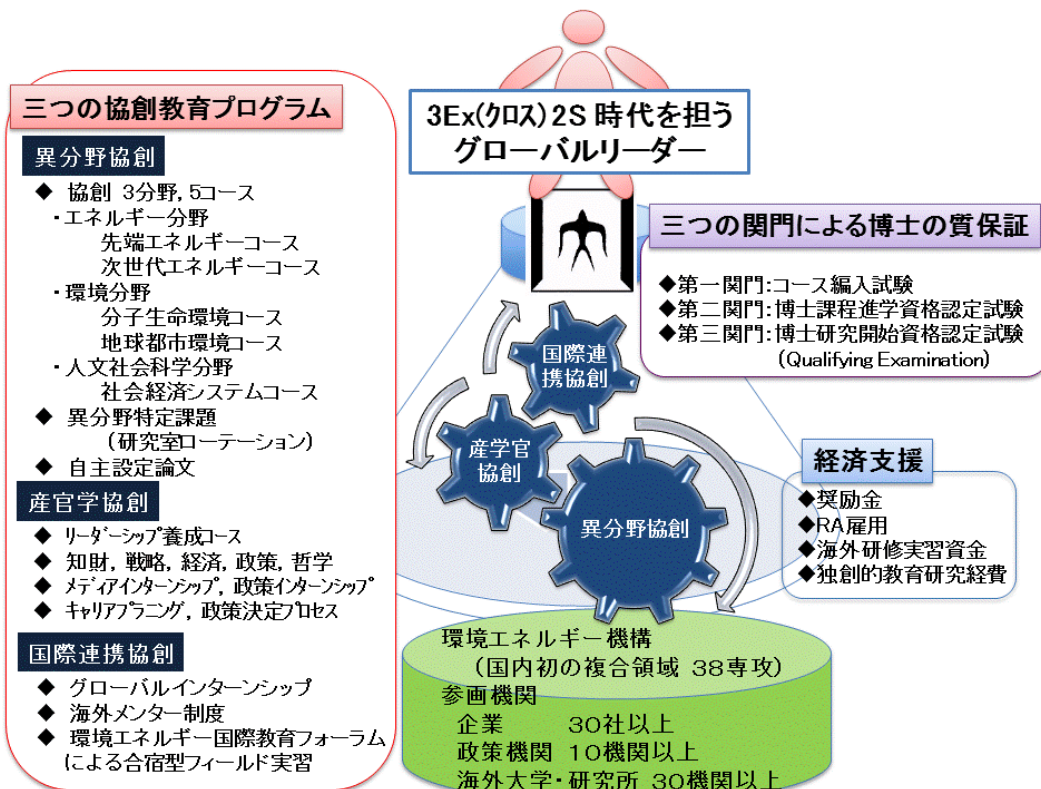 三つの協創教育プログラム
異分野協創
◆ 協創 3分野, 5コース
・エネルギー分野
先端エネルギーコース
次世代エネルギーコース
・環境分野
分子生命環境コース
地球都市環境コース
・人文社会科学分野
社会経済システムコース
◆ 異分野特定課題
(研究室ローテーション)
◆ 自主設定論文
産官学協創
◆ リーダーシップ養成コース
◆ 知財, 戦略, 経済, 政策, 哲学
◆ メディアインターンシップ, 政策インターンシップ
◆ キャリアプラニング, 政策決定プロセス
国際連携協創
◆ グローバルインターンシップ
◆ 海外メンター制度
◆ 環境エネルギー国際教育フォーラム
による合宿型フィールド実習
3Ex(クロス)2S 時代を担う
グローバルリーダー
三つの関門による博士の質保証
◆第一関門:コース編入試験
◆第二関門:博士課程進学資格認定試験
◆第三関門:博士研究開始資格認定試験
(Qualifying Examination)
国際連
携協創
産学官
協創
異分野協創
経済支援
◆奨励金
◆RA雇用
◆海外研修実習資金
◆独創的教育研究経費
環境エネルギー機構
(国内初の複合領域 38専攻)
参画機関
企業 30社以上
政策機関 10機関以上
海外大学・研究所 30機関以上